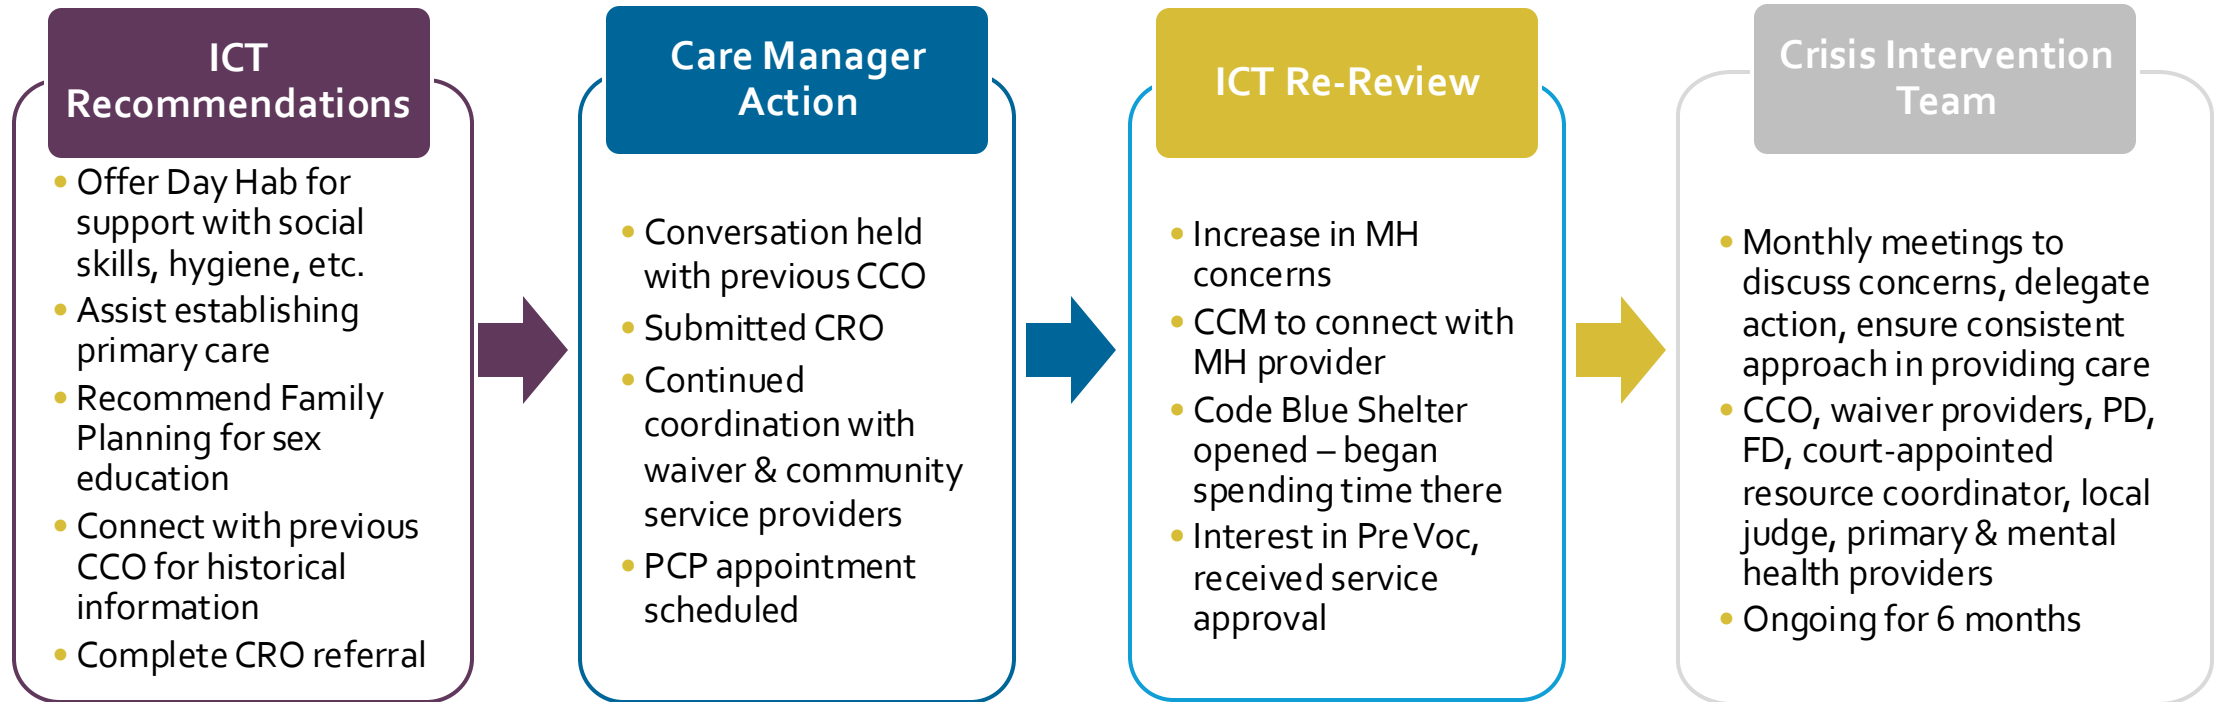 ICT
Recommendations
• Offer Day Hab for
support with social
skills, hygiene, etc.
• Assist establishing
primary care
• Recommend Family
Planning for sex
education
• Connect with previous
CCO for historical
information
• Complete CRO referral
Care Manager
Action
• Conversation held
with previous CCO
• Submitted CRO
• Continued
coordination with
waiver & community
service providers
• PCP appointment
scheduled
ICT Re-Review
• Increase in MH
concerns
• CCM to connect with
MH provider
• Code Blue Shelter
opened – began
spending time there
• Interest in PreVoc,
received service
approval
Crisis Intervention
Team
• Monthly meetings to
discuss concerns, delegate
action, ensure consistent
approach in providing care
• CCO, waiver providers, PD,
FD, court-appointed
resource coordinator, local
judge, primary & mental
health providers
• Ongoing for 6 months